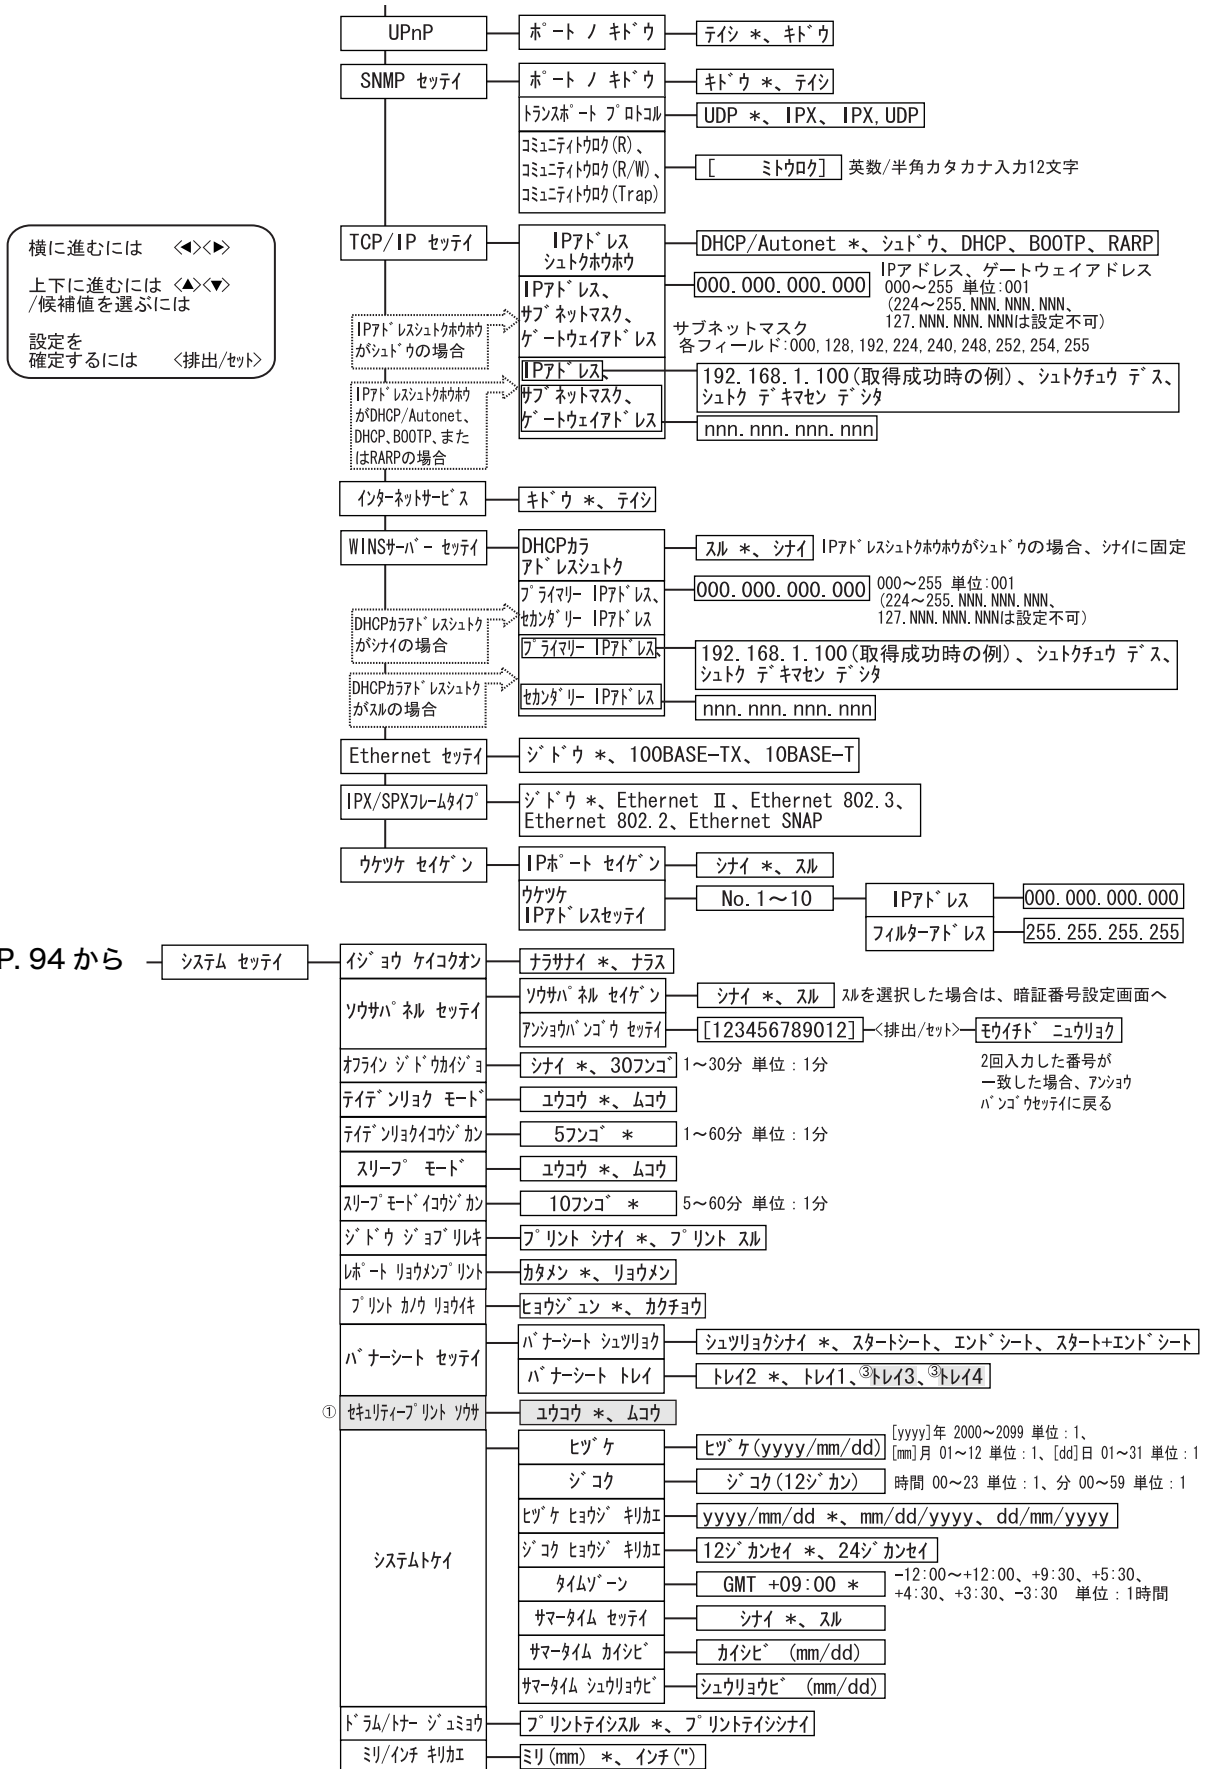 UPnP
ﾎﾟｰﾄ ﾉ ｷﾄﾞｳ
ﾃｲｼ *、ｷﾄﾞｳ
SNMP ｾｯﾃｲ
ﾎﾟｰﾄ ﾉ ｷﾄﾞｳ
ｷﾄﾞｳ *、ﾃｲｼ
ﾄﾗﾝｽﾎﾟｰﾄ ﾌﾟﾛﾄｺﾙ
UDP *、IPX、IPX,UDP
ｺﾐｭﾆﾃｨﾄｳﾛｸ(R)、
ｺﾐｭﾆﾃｨﾄｳﾛｸ(R/W)、
ｺﾐｭﾆﾃｨﾄｳﾛｸ(Trap)
[　　ﾐﾄｳﾛｸ]
英数/半角カタカナ入力12文字
横に進むには 〈◀〉〈▶〉
上下に進むには 〈▲〉〈▼〉
/候補値を選ぶには
設定を
確定するには 〈排出/ｾｯﾄ〉
TCP/IP ｾｯﾃｲ
IPｱﾄﾞﾚｽ
ｼｭﾄｸﾎｳﾎｳ
DHCP/Autonet *、ｼｭﾄﾞｳ、DHCP、BOOTP、RARP
IPｱﾄﾞﾚｽ、
ｻﾌﾞﾈｯﾄﾏｽｸ、
ｹﾞｰﾄｳｪｲｱﾄﾞﾚｽ
000.000.000.000
IPアドレス、ゲートウェイアドレス
000～255 単位:001
(224～255.NNN.NNN.NNN、
127.NNN.NNN.NNNは設定不可)
サブネットマスク
各フィールド:000,128,192,224,240,248,252,254,255
IPｱﾄﾞﾚｽｼｭﾄｸﾎｳﾎｳ
がｼｭﾄﾞｳの場合
IPｱﾄﾞﾚｽ、
ｻﾌﾞﾈｯﾄﾏｽｸ、
ｹﾞｰﾄｳｪｲｱﾄﾞﾚｽ
192.168.1.100(取得成功時の例)、ｼｭﾄｸﾁｭｳ ﾃﾞｽ、
ｼｭﾄｸ ﾃﾞｷﾏｾﾝ ﾃﾞｼﾀ
nnn.nnn.nnn.nnn
IPｱﾄﾞﾚｽｼｭﾄｸﾎｳﾎｳ
がDHCP/Autonet、
DHCP､BOOTP､また
はRARPの場合
ｲﾝﾀｰﾈｯﾄｻｰﾋﾞｽ
ｷﾄﾞｳ *、ﾃｲｼ
WINSｻｰﾊﾞｰ ｾｯﾃｲ
DHCPｶﾗ
ｱﾄﾞﾚｽｼｭﾄｸ
ｽﾙ *、ｼﾅｲ
IPｱﾄﾞﾚｽｼｭﾄｸﾎｳﾎｳがｼｭﾄﾞｳの場合、ｼﾅｲに固定
ﾌﾟﾗｲﾏﾘｰ IPｱﾄﾞﾚｽ、
ｾｶﾝﾀﾞﾘｰ IPｱﾄﾞﾚｽ
000.000.000.000
000～255 単位:001
(224～255.NNN.NNN.NNN、
127.NNN.NNN.NNNは設定不可)
DHCPｶﾗｱﾄﾞﾚｽｼｭﾄｸ
がｼﾅｲの場合
ﾌﾟﾗｲﾏﾘｰ IPｱﾄﾞﾚｽ、
192.168.1.100(取得成功時の例)、ｼｭﾄｸﾁｭｳ ﾃﾞｽ、
ｼｭﾄｸ ﾃﾞｷﾏｾﾝ ﾃﾞｼﾀ
DHCPｶﾗｱﾄﾞﾚｽｼｭﾄｸ
がｽﾙの場合
ｾｶﾝﾀﾞﾘｰ IPｱﾄﾞﾚｽ
nnn.nnn.nnn.nnn
Ethernet ｾｯﾃｲ
ｼﾞﾄﾞｳ *、100BASE-TX、10BASE-T
IPX/SPXﾌﾚｰﾑﾀｲﾌﾟ
ｼﾞﾄﾞｳ *、Ethernet Ⅱ、Ethernet 802.3、
Ethernet 802.2、Ethernet SNAP
ｳｹﾂｹ ｾｲｹﾞﾝ
IPﾎﾟｰﾄ ｾｲｹﾞﾝ
ｼﾅｲ *、ｽﾙ
ｳｹﾂｹ
IPｱﾄﾞﾚｽｾｯﾃｲ
No.1～10
IPｱﾄﾞﾚｽ
000.000.000.000
ﾌｨﾙﾀｰｱﾄﾞﾚｽ
255.255.255.255
P. 94 から
ｼｽﾃﾑ ｾｯﾃｲ
ｲｼﾞｮｳ ｹｲｺｸｵﾝ
ﾅﾗｻﾅｲ *、ﾅﾗｽ
ｿｳｻﾊﾟﾈﾙ ｾｯﾃｲ
ｿｳｻﾊﾟﾈﾙ ｾｲｹﾞﾝ
ｼﾅｲ *、ｽﾙ
ｽﾙを選択した場合は、暗証番号設定画面へ
ｱﾝｼｮｳﾊﾞﾝｺﾞｳ ｾｯﾃｲ
[123456789012]
〈排出/ｾｯﾄ〉
ﾓｳｲﾁﾄﾞ ﾆｭｳﾘｮｸ
2回入力した番号が
一致した場合、ｱﾝｼｮｳ
ﾊﾞﾝｺﾞｳｾｯﾃｲに戻る
ｵﾌﾗｲﾝ ｼﾞﾄﾞｳｶｲｼﾞｮ
ｼﾅｲ *、30ﾌﾝｺﾞ
1～30分 単位：1分
ﾃｲﾃﾞﾝﾘｮｸ ﾓｰﾄﾞ
ﾕｳｺｳ *、ﾑｺｳ
ﾃｲﾃﾞﾝﾘｮｸｲｺｳｼﾞｶﾝ
5ﾌﾝｺﾞ *
1～60分 単位：1分
ｽﾘｰﾌﾟ ﾓｰﾄﾞ
ﾕｳｺｳ *、ﾑｺｳ
ｽﾘｰﾌﾟﾓｰﾄﾞｲｺｳｼﾞｶﾝ
10ﾌﾝｺﾞ *
5～60分 単位：1分
ｼﾞﾄﾞｳ ｼﾞｮﾌﾞﾘﾚｷ
ﾌﾟﾘﾝﾄ ｼﾅｲ *、ﾌﾟﾘﾝﾄ ｽﾙ
ﾚﾎﾟｰﾄ ﾘｮｳﾒﾝﾌﾟﾘﾝﾄ
ｶﾀﾒﾝ *、ﾘｮｳﾒﾝ
ﾌﾟﾘﾝﾄ ｶﾉｳ ﾘｮｳｲｷ
ﾋｮｳｼﾞｭﾝ *、ｶｸﾁｮｳ
ﾊﾞﾅｰｼｰﾄ ｾｯﾃｲ
ﾊﾞﾅｰｼｰﾄ ｼｭﾂﾘｮｸ
ｼｭﾂﾘｮｸｼﾅｲ *、ｽﾀｰﾄｼｰﾄ、ｴﾝﾄﾞｼｰﾄ、ｽﾀｰﾄ+ｴﾝﾄﾞｼｰﾄ
ﾊﾞﾅｰｼｰﾄ ﾄﾚｲ
ﾄﾚｲ2 *、ﾄﾚｲ1、③ﾄﾚｲ3、③ﾄﾚｲ4
① ｾｷｭﾘﾃｨｰﾌﾟﾘﾝﾄ ｿｳｻ
ﾕｳｺｳ *、ﾑｺｳ
ｼｽﾃﾑﾄｹｲ
ﾋﾂﾞｹ
ﾋﾂﾞｹ(yyyy/mm/dd)
[yyyy]年 2000～2099 単位：1、
[mm]月 01～12 単位：1、[dd]日 01～31 単位：1
ｼﾞｺｸ
ｼﾞｺｸ(12ｼﾞｶﾝ)
時間 00～23 単位：1、分 00～59 単位：1
ﾋﾂﾞｹ ﾋｮｳｼﾞ ｷﾘｶｴ
yyyy/mm/dd *、mm/dd/yyyy、dd/mm/yyyy
ｼﾞｺｸ ﾋｮｳｼﾞ ｷﾘｶｴ
12ｼﾞｶﾝｾｲ *、24ｼﾞｶﾝｾｲ
ﾀｲﾑｿﾞｰﾝ
GMT +09:00 *
-12:00～+12:00、+9:30、+5:30、
+4:30、+3:30、-3:30 単位：1時間
ｻﾏｰﾀｲﾑ ｾｯﾃｲ
ｼﾅｲ *、ｽﾙ
ｻﾏｰﾀｲﾑ ｶｲｼﾋﾞ
ｶｲｼﾋﾞ (mm/dd)
ｻﾏｰﾀｲﾑ ｼｭｳﾘｮｳﾋﾞ
ｼｭｳﾘｮｳﾋﾞ (mm/dd)
ﾄﾞﾗﾑ/ﾄﾅｰ ｼﾞｭﾐｮｳ
ﾌﾟﾘﾝﾄﾃｲｼｽﾙ *、ﾌﾟﾘﾝﾄﾃｲｼｼﾅｲ
ﾐﾘ/ｲﾝﾁ ｷﾘｶｴ
ﾐﾘ(mm) *、ｲﾝﾁ(")